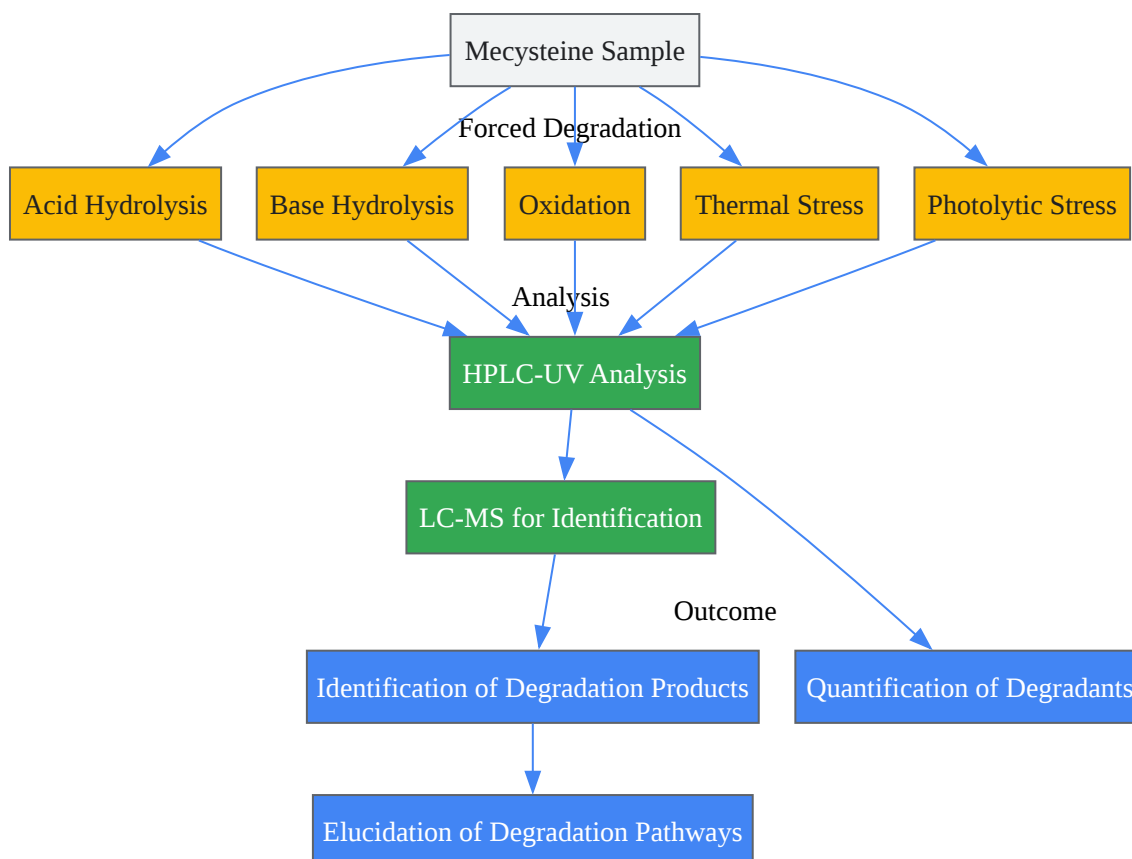 Mecysteine Sample
Forced Degradation
Acid Hydrolysis
Base Hydrolysis
Oxidation
Thermal Stress
Photolytic Stress
Analysis
HPLC-UV Analysis
LC-MS for Identification
Outcome
Identification of Degradation Products
Quantification of Degradants
Elucidation of Degradation Pathways